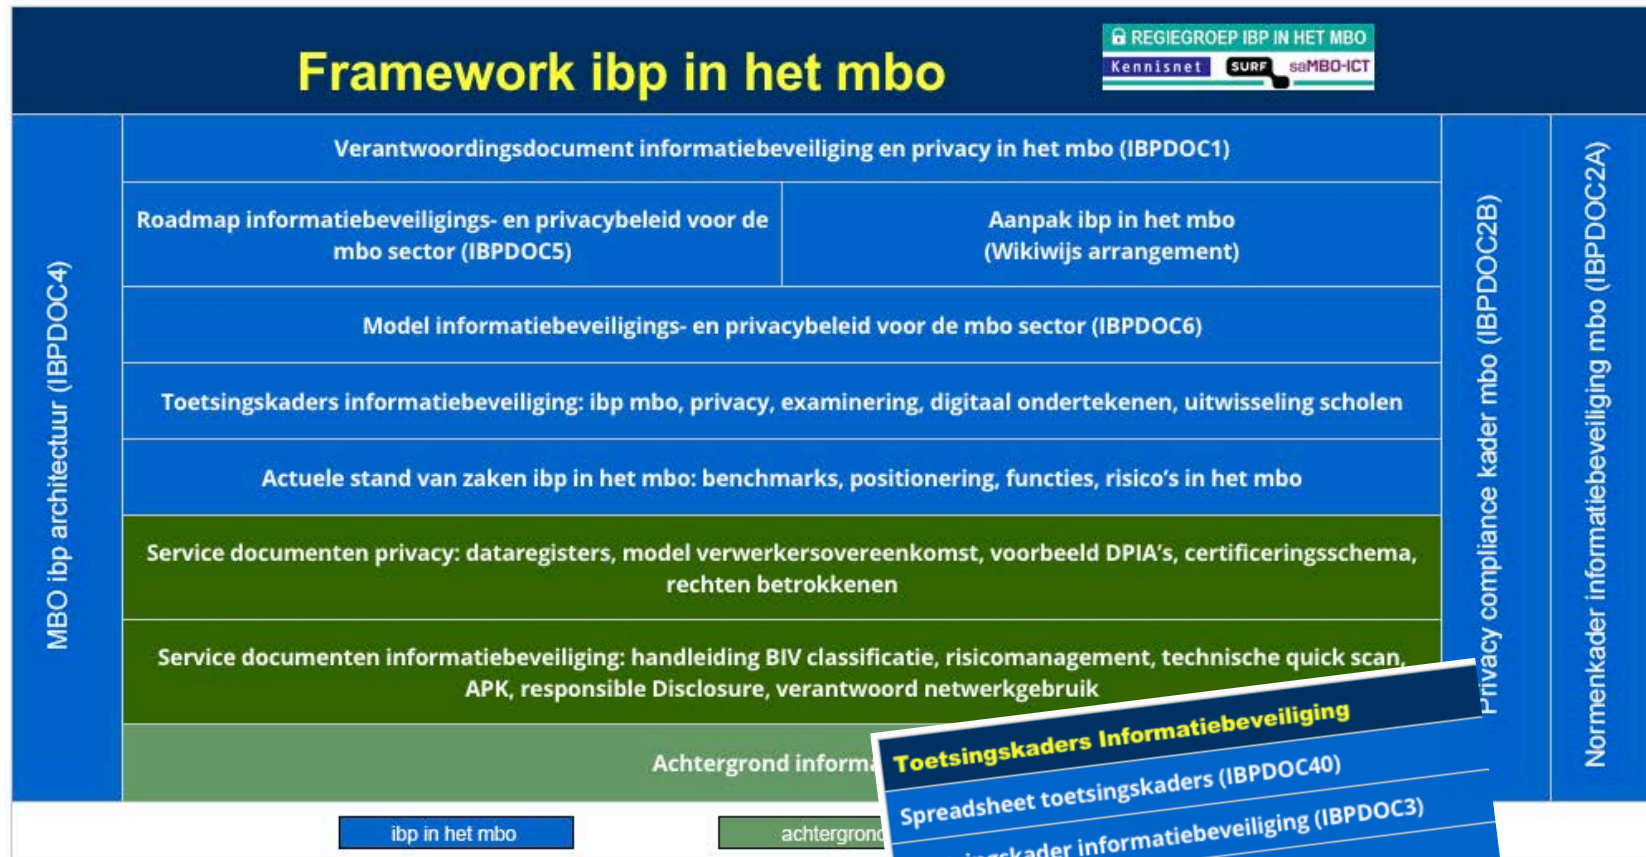 Framework ibp in het mbo
REGIEGROEP IBP IN HET MBO
Kennisnet SURF saMBO-ICT
MBO ibp architectuur (IBPDOC4)
Verantwoordingsdocument informatiebeveiliging en privacy in het mbo (IBPDOC1)
Roadmap informatiebeveiligings- en privacybeleid voor de
mbo sector (IBPDOC5)
Aanpak ibp in het mbo
(Wikiwijs arrangement)
Model informatiebeveiligings- en privacybeleid voor de mbo sector (IBPDOC6)
Toetsingskaders informatiebeveiliging: ibp mbo, privacy, examinering, digitaal ondertekenen, uitwisseling scholen
Actuele stand van zaken ibp in het mbo: benchmarks, positionering, functies, risico's in het mbo
Service documenten privacy: dataregisters, model verwerkersovereenkomst, voorbeeld DPIA's, certificeringsschema,
rechten betrokkenen
Service documenten informatiebeveiliging: handleiding BIV classificatie, risicomanagement, technische quick scan,
APK, responsible Disclosure, verantwoord netwerkgebruik
Achtergrond
Privacy compliance kader mbo (IBPDOC2B)
Normenkader informatiebeveiliging mbo (IBPDOC2A)
Toetsingskaders Informatiebeveiliging
Spreadsheet toetsingskaders (IBPDOC40)
informatiebeveiliging (IBPDOC3)
ibp in het mbo